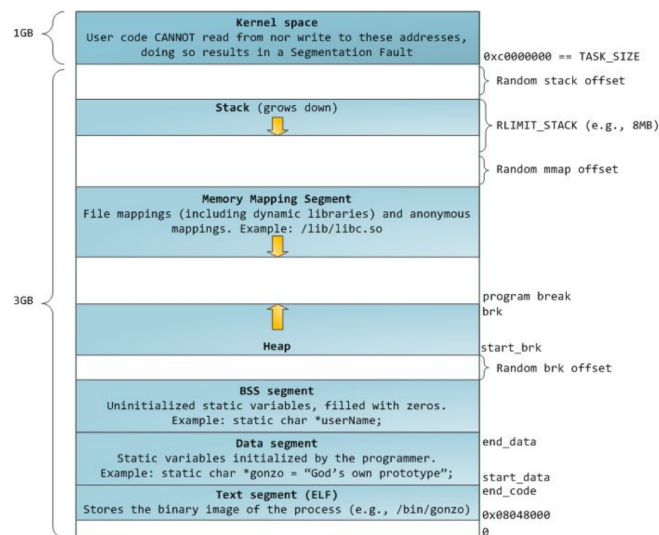 Kernel space
1GB
User code CANNOT read from nor write to these addresses,
doing so results in a Segmentation Fault
0xc0000000 == TASK_SIZE
Random stack offset
Stack (grows down)
RLIMIT_STACK (e.g., 8MB)
Random mmap offset
Memory Mapping Segment
File mappings (including dynamic libraries) and anonymous
mappings. Example: /lib/libc.so
3GB
program break
brk
Heap
start_brk
Random brk offset
BSS segment
Uninitialized static variables, filled with zeros.
Example: static char *userName;
Data segment
end_data
Static variables initialized by the programmer.
Example: static char *gonzo = “God’s own prototype”;
start_data
end_code
Text segment (ELF)
Stores the binary image of the process (e.g., /bin/gonzo)
0x08048000
0